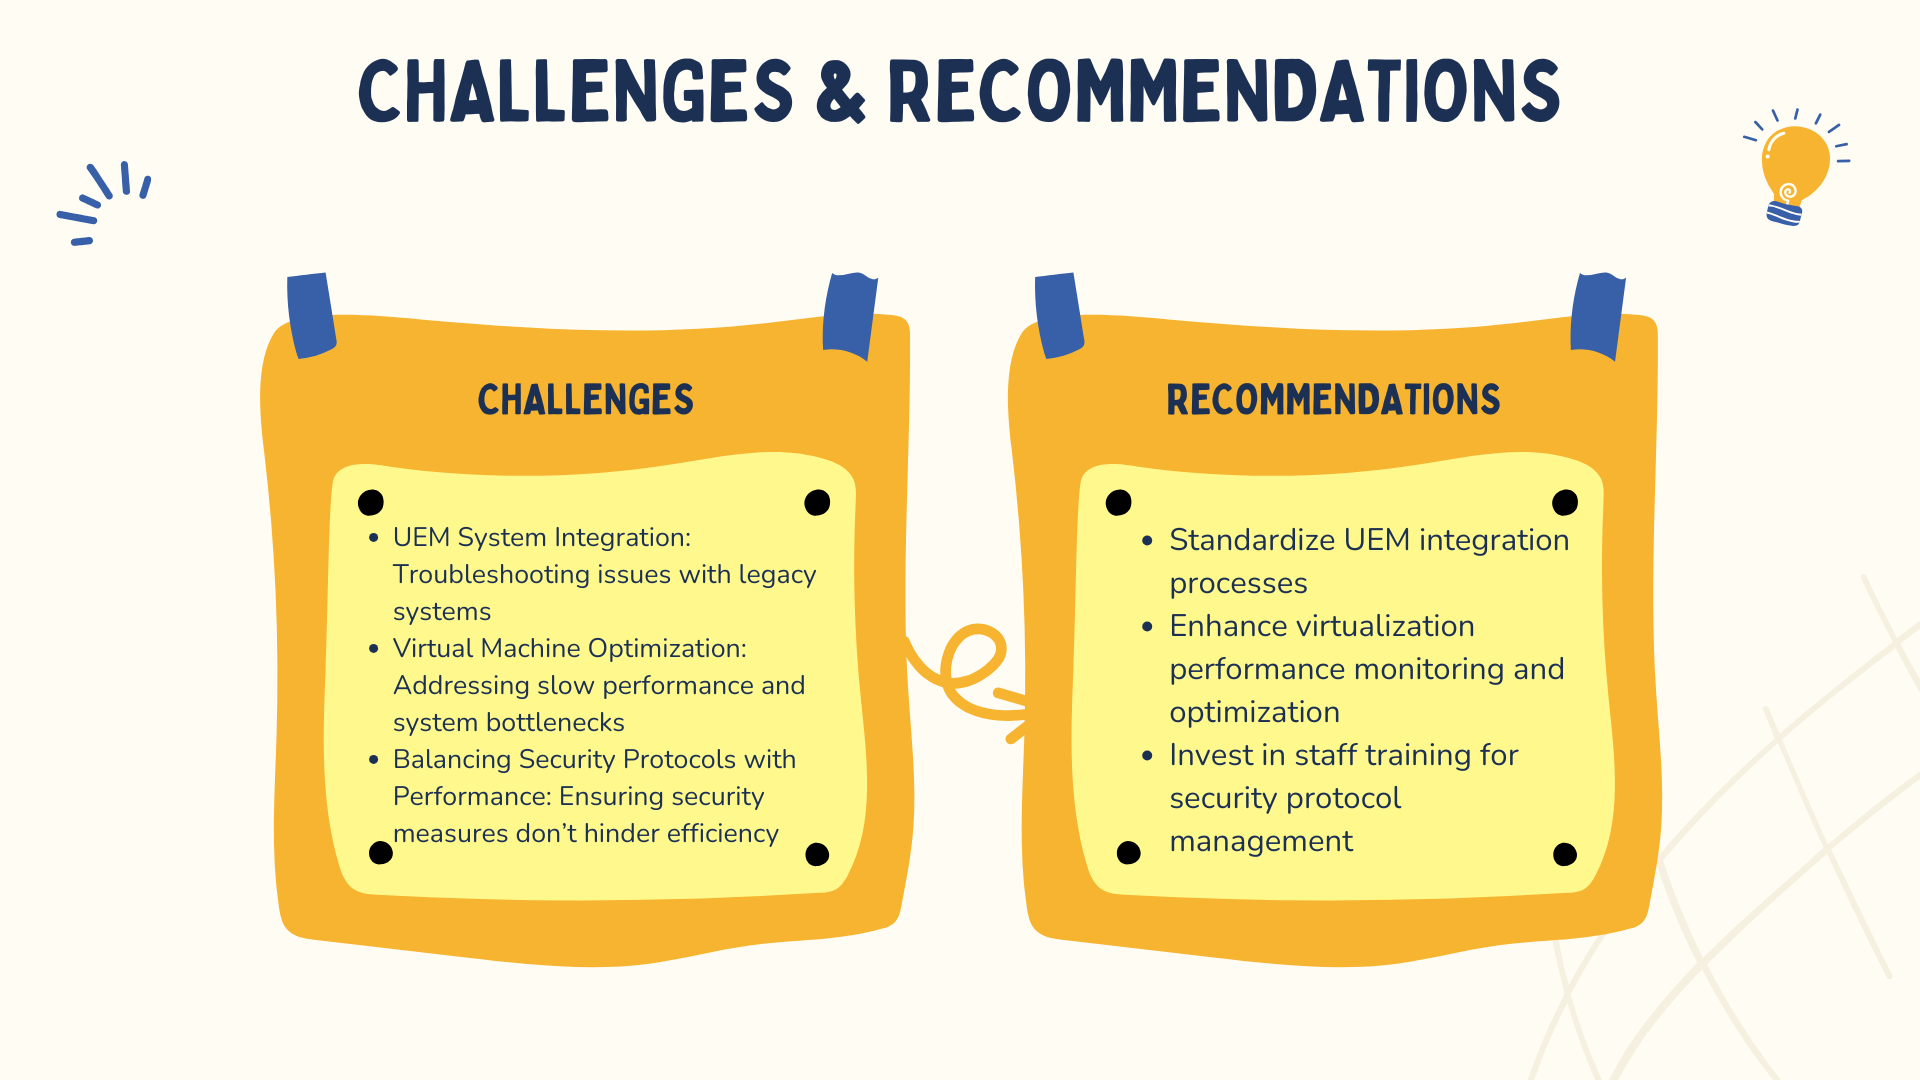 CHALLENGES & RECOMMENDATIONS
CHALLENGES
• UEM System Integration:
Troubleshooting issues with legacy
systems
• Virtual Machine Optimization:
Addressing slow performance and
system bottlenecks
• Balancing Security Protocols with
Performance: Ensuring security
measures don’t hinder efficiency
RECOMMENDATIONS
• Standardize UEM integration
processes
• Enhance virtualization
performance monitoring and
optimization
• Invest in staff training for
security protocol
management